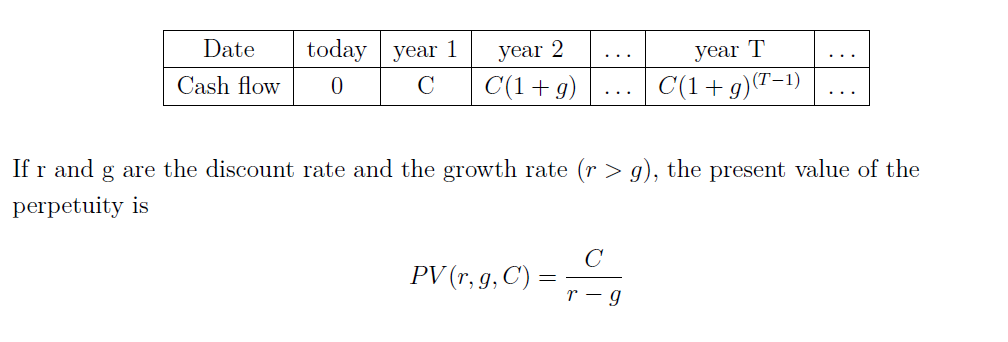 Date today year 1 year 2 ... year T ...
Cash flow 0 C C(1 + g) ... C(1 + g)^(T−1) ...
If r and g are the discount rate and the growth rate (r > g), the present value of the
perpetuity is
PV(r, g, C) = C / (r − g)